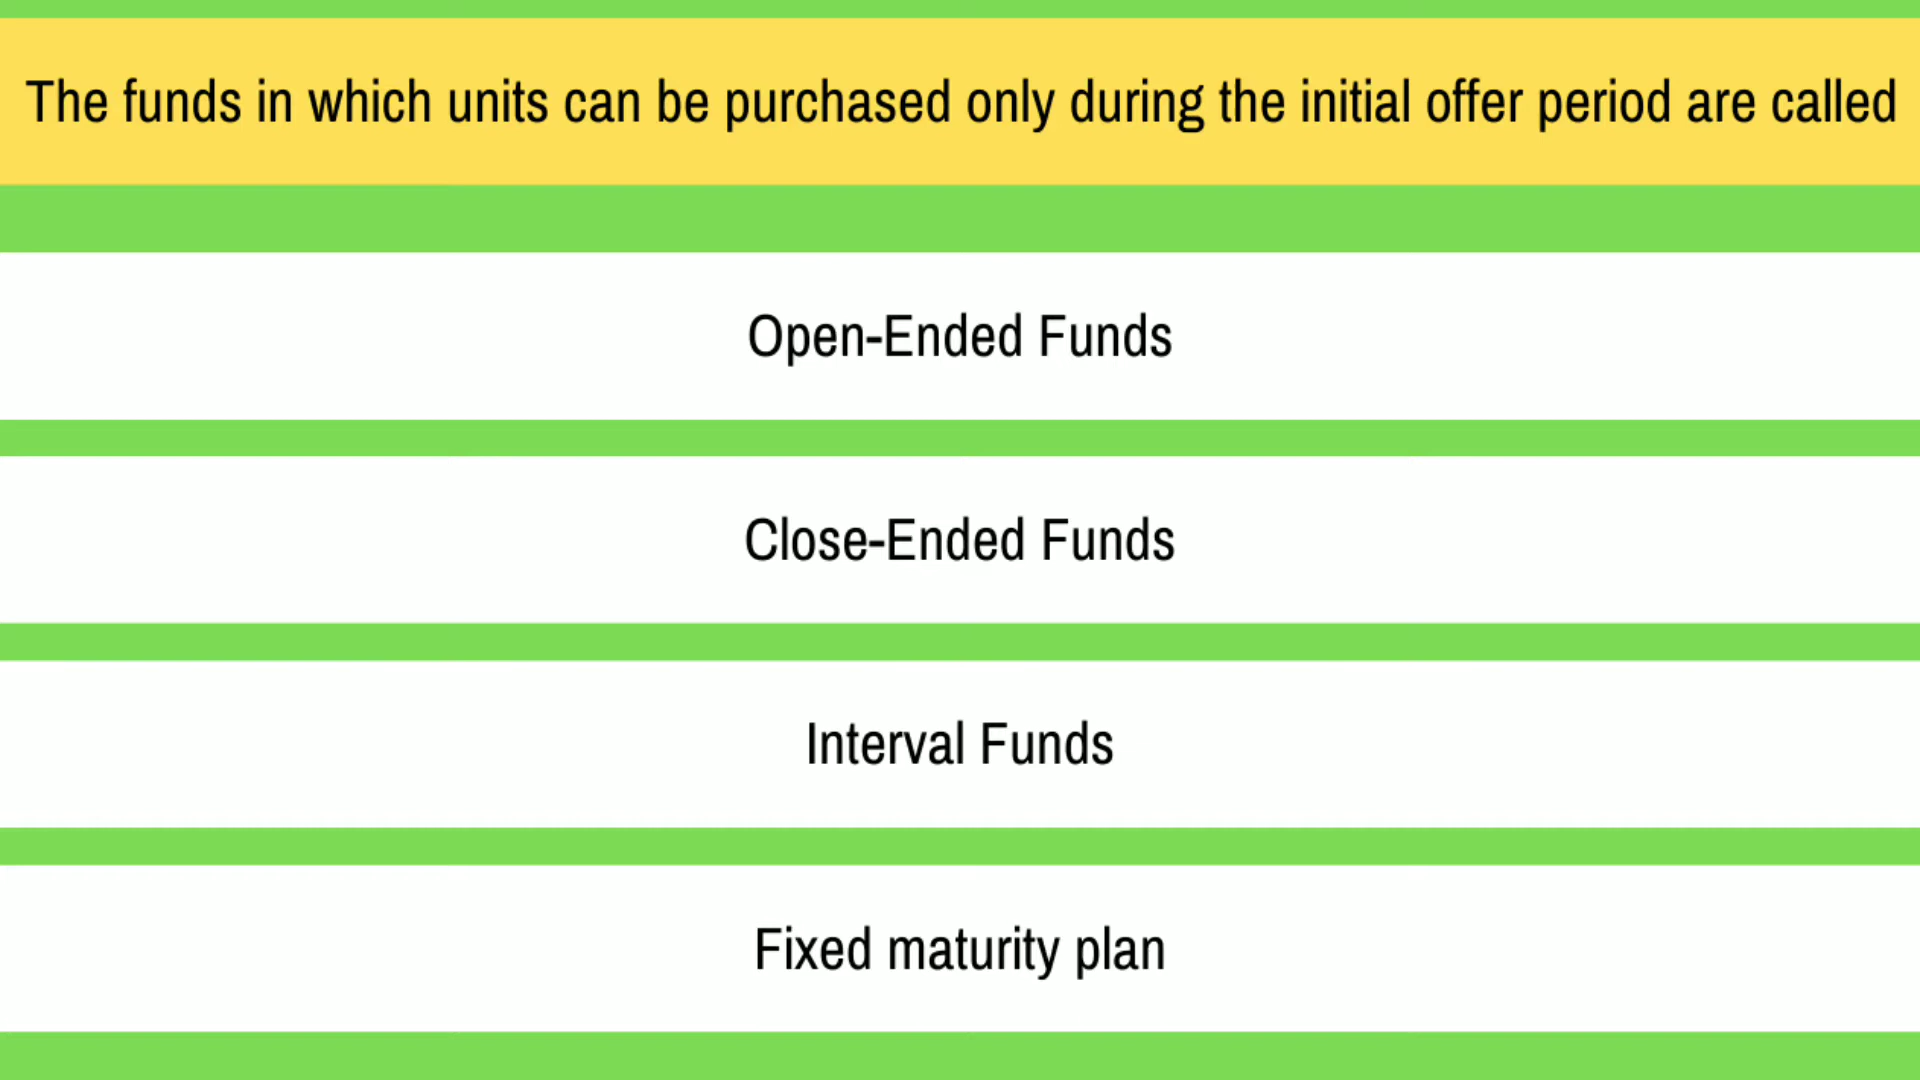 The funds in which units can be purchased only during the initial offer period are called
Open-Ended Funds
Close-Ended Funds
Interval Funds
Fixed maturity plan